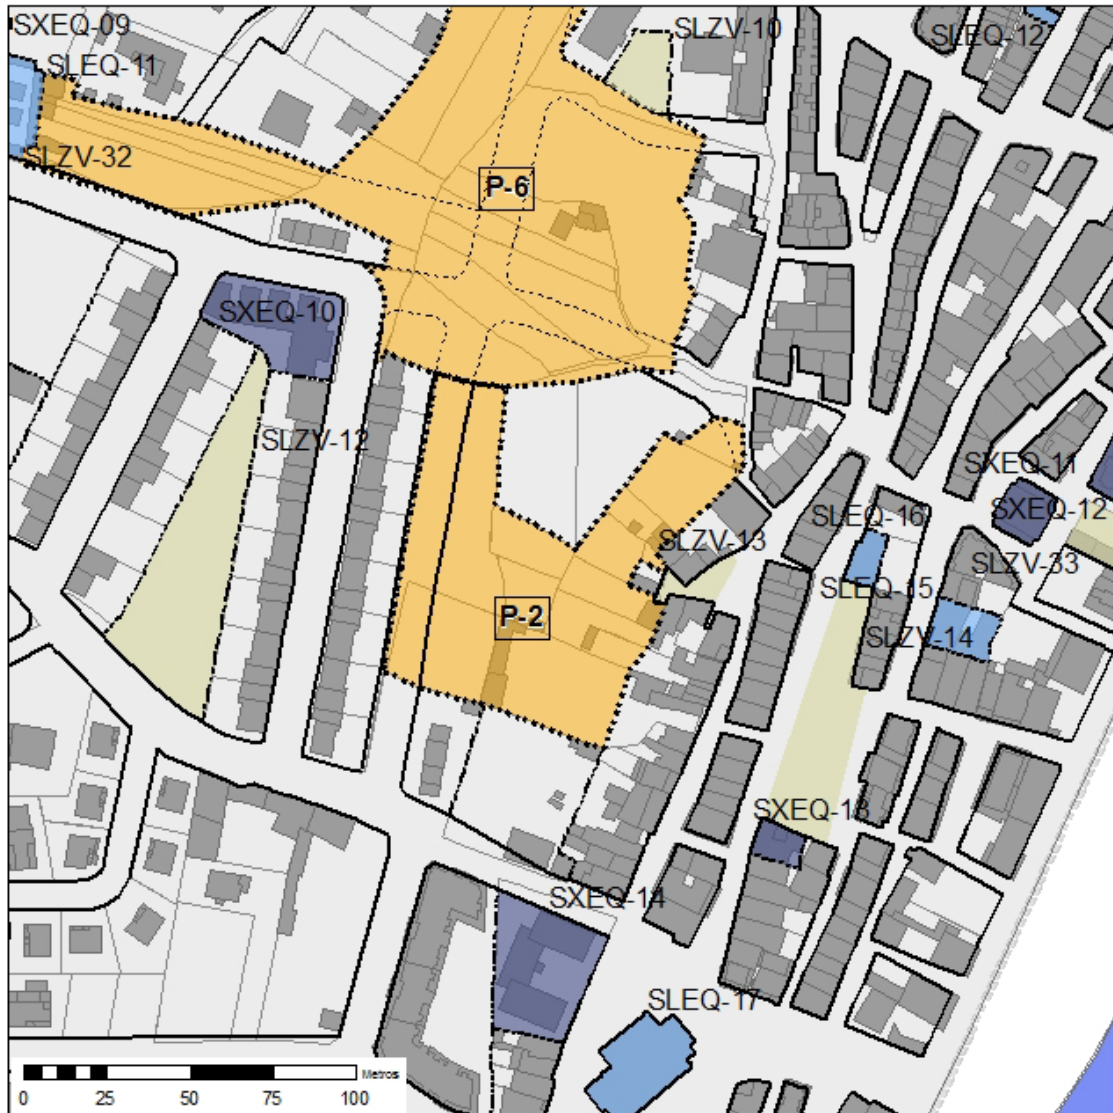 SXEQ-09
SLZV-10
SLEQ-12
SLEQ-11
SLZV-32
P-6
SXEQ-10
SLZV-12
SXEQ-11
SXEQ-12
SLEQ-16
SLZV-13
SLZV-33
SLEQ-15
P-2
SLZV-14
SXEQ-13
SXEQ-14
SLEQ-17
Metros
0 25 50 75 100